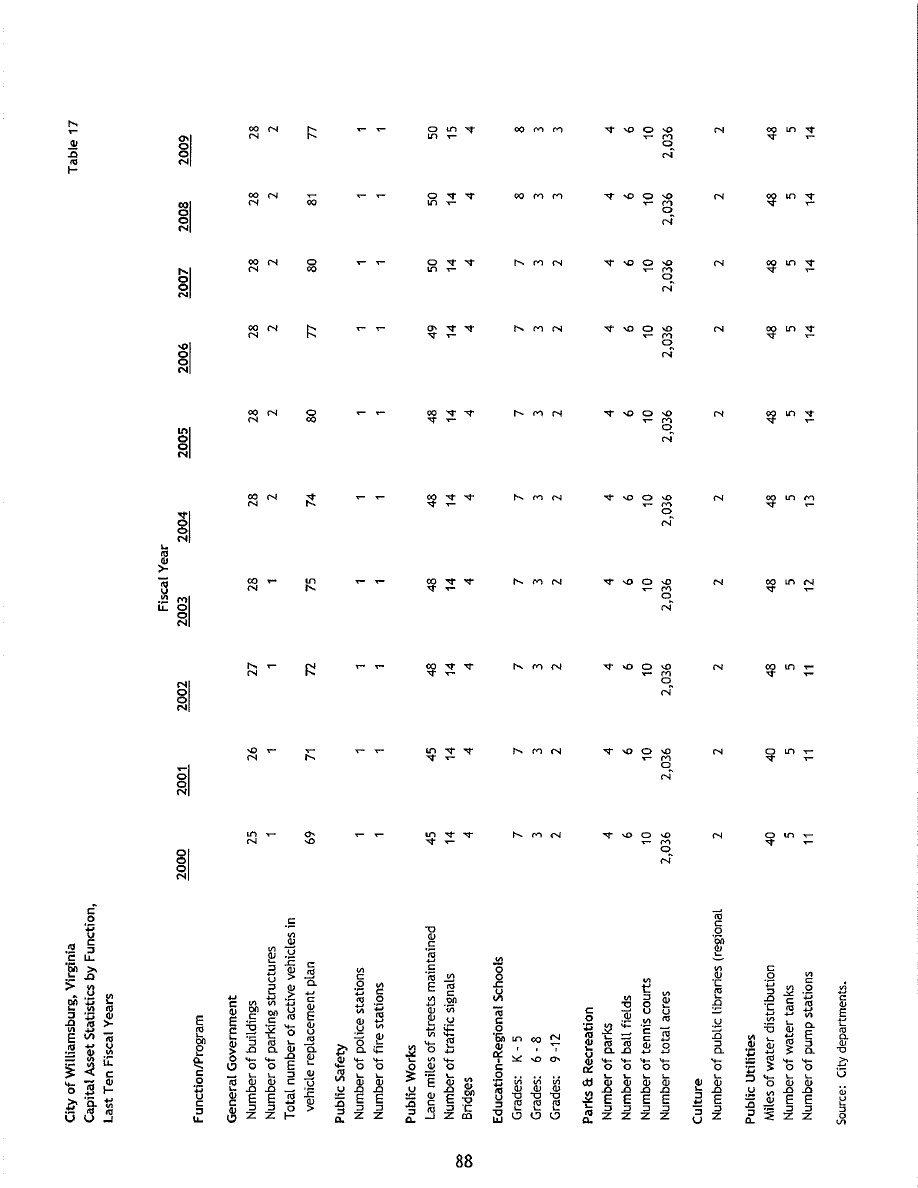 City of Williamsburg, Virginia Table 17
Capital Asset Statistics by Function,
Last Ten Fiscal Years
Fiscal Year
Function/Program 2000 2001 2002 2003 2004 2005 2006 2007 2008 2009
General Government
Number of buildings 25 26 27 28 28 28 28 28 28 28
Number of parking structures 1 1 1 1 2 2 2 2 2 2
Total number of active vehicles in
vehicle replacement plan 69 71 72 75 74 80 77 80 81 77
Public Safety
Number of police stations 1 1 1 1 1 1 1 1 1 1
Number of fire stations 1 1 1 1 1 1 1 1 1 1
Public Works
Lane miles of streets maintained 45 45 48 48 48 48 49 50 50 50
Number of traffic signals 14 14 14 14 14 14 14 14 14 15
Bridges 4 4 4 4 4 4 4 4 4 4
Education-Regional Schools
Grades: K - 5 7 7 7 7 7 7 7 7 8 8
Grades: 6 - 8 3 3 3 3 3 3 3 3 3 3
Grades: 9 -12 2 2 2 2 2 2 2 2 3 3
Parks & Recreation
Number of parks 4 4 4 4 4 4 4 4 4 4
Number of ball fields 6 6 6 6 6 6 6 6 6 6
Number of tennis courts 10 10 10 10 10 10 10 10 10 10
Number of total acres 2,036 2,036 2,036 2,036 2,036 2,036 2,036 2,036 2,036 2,036
Culture
Number of public libraries (regional 2 2 2 2 2 2 2 2 2 2
Public Utilities
Miles of water distribution 40 40 48 48 48 48 48 48 48 48
Number of water tanks 5 5 5 5 5 5 5 5 5 5
Number of pump stations 11 11 11 12 13 14 14 14 14 14
Source: City departments.
88